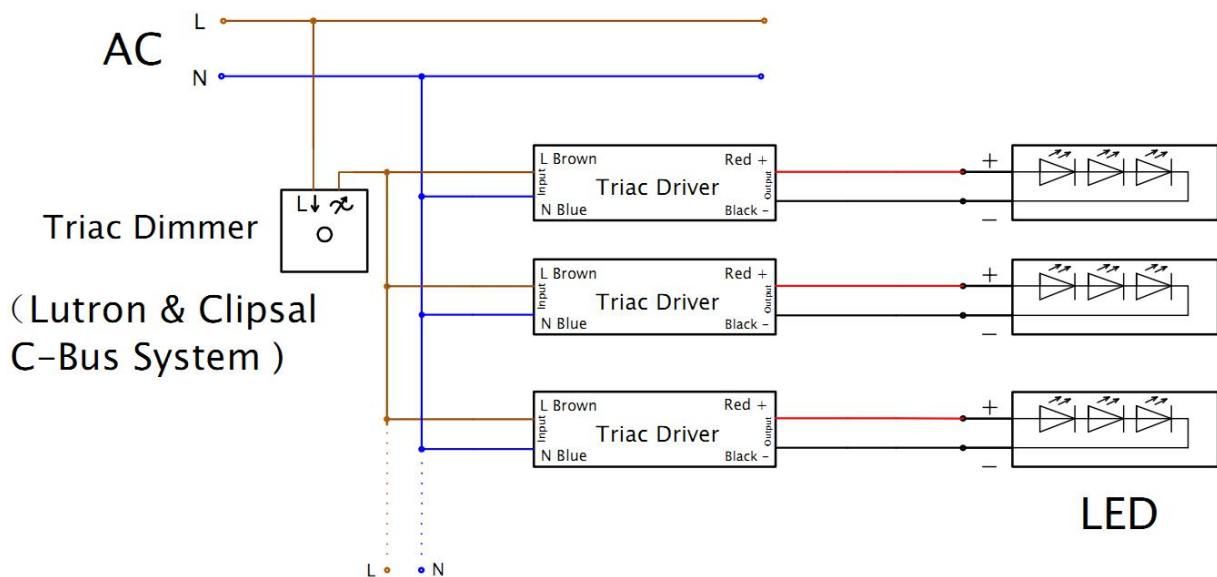 L
AC
N
L Brown
Red +
Input
Triac Driver
Output
N Blue
Black -
+
−
L
Triac Dimmer
(Lutron & Clipsal
C-Bus System )
L Brown
Red +
Input
Triac Driver
Output
N Blue
Black -
+
−
L Brown
Red +
Input
Triac Driver
Output
N Blue
Black -
+
−
LED
L
N